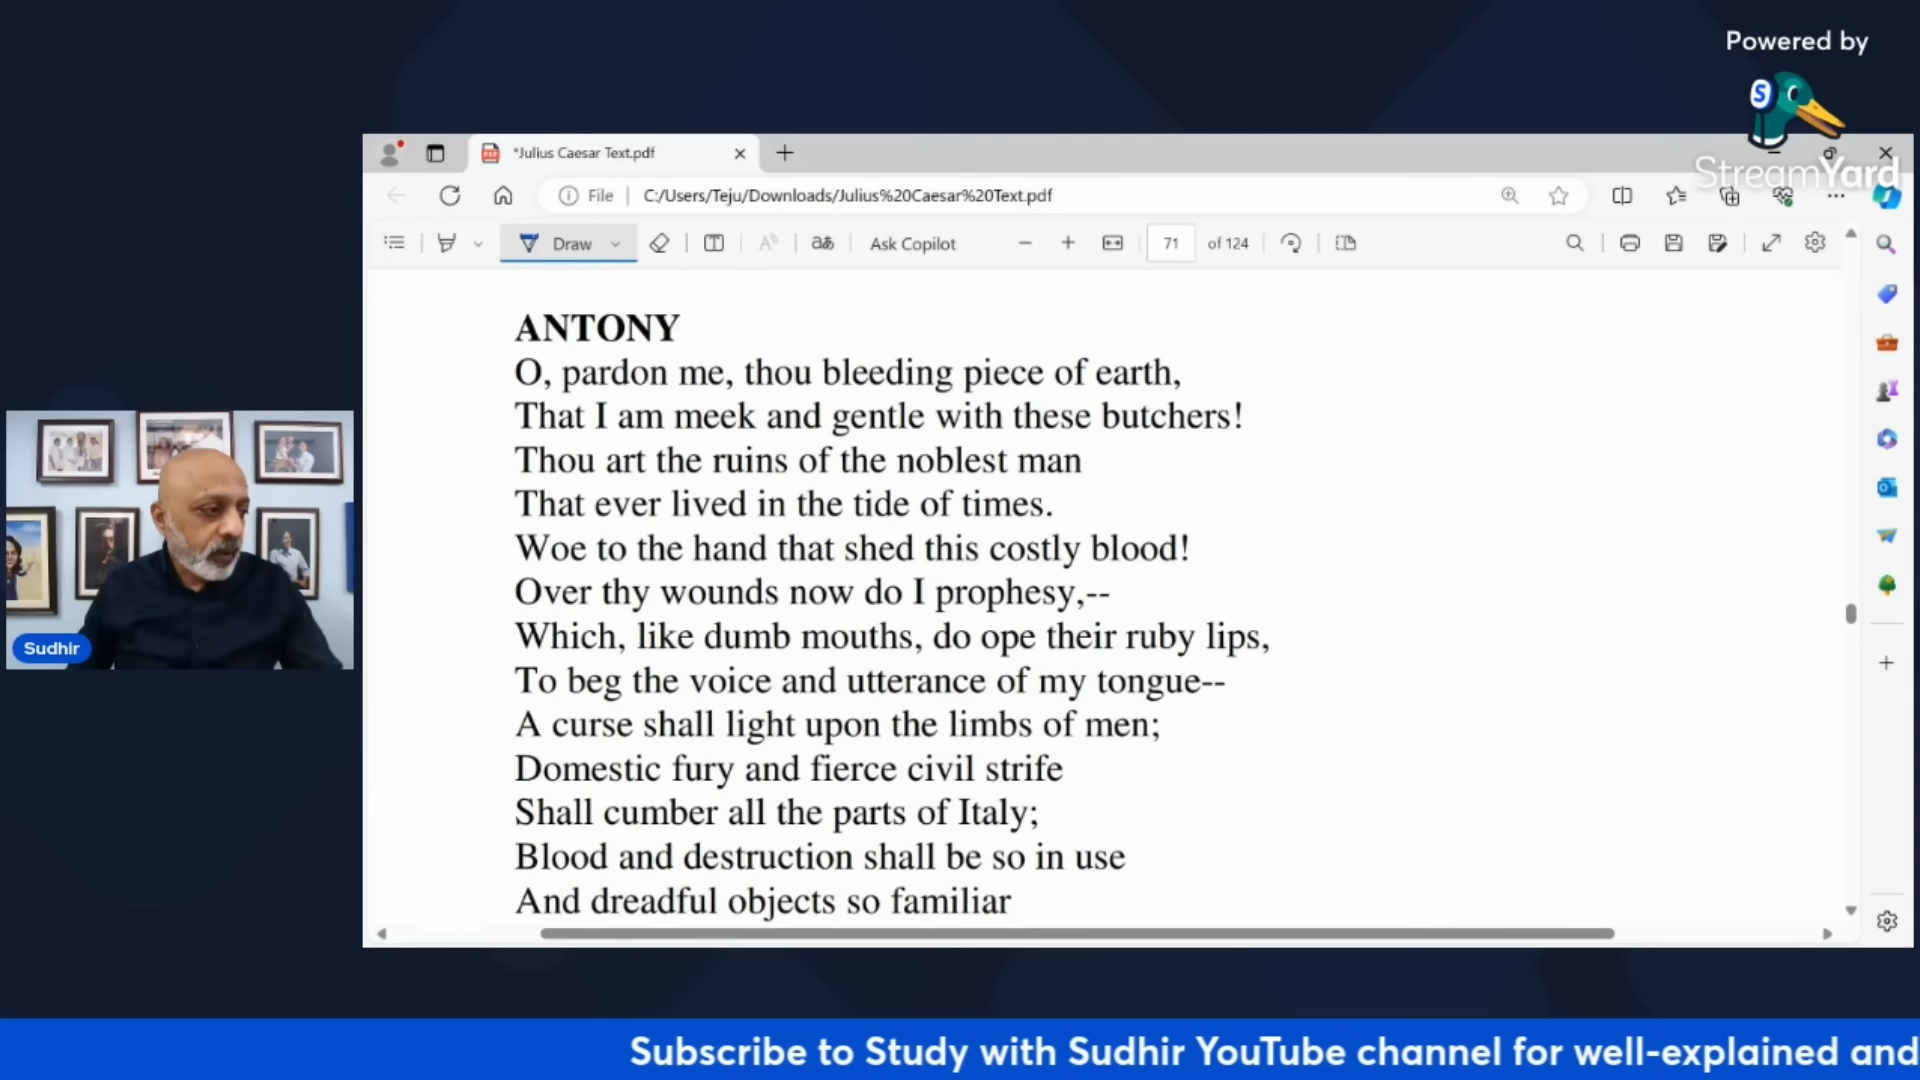 Powered by
StreamYard
*Julius Caesar Text.pdf
File
C:/Users/Teju/Downloads/Julius%20Caesar%20Text.pdf
Draw
aあ
Ask Copilot
71
of 124
ANTONY
O, pardon me, thou bleeding piece of earth,
That I am meek and gentle with these butchers!
Thou art the ruins of the noblest man
That ever lived in the tide of times.
Woe to the hand that shed this costly blood!
Over thy wounds now do I prophesy,--
Which, like dumb mouths, do ope their ruby lips,
To beg the voice and utterance of my tongue--
A curse shall light upon the limbs of men;
Domestic fury and fierce civil strife
Shall cumber all the parts of Italy;
Blood and destruction shall be so in use
And dreadful objects so familiar
Sudhir
Subscribe to Study with Sudhir YouTube channel for well-explained and